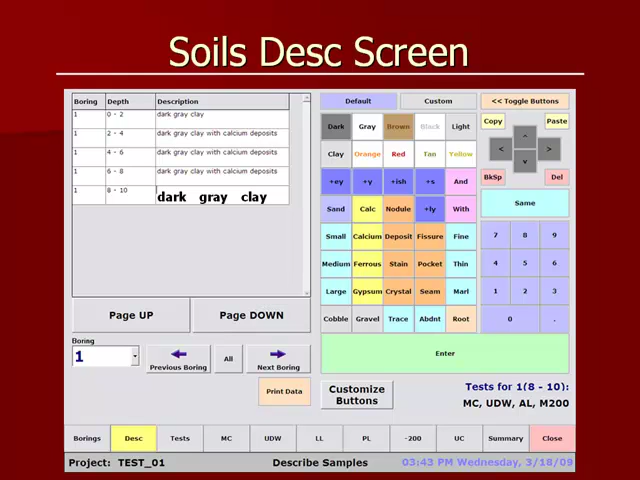 Soils Desc Screen
Boring Depth Description
1 0 - 2 dark gray clay
1 2 - 4 dark gray clay with calcium deposits
1 4 - 6 dark gray clay with calcium deposits
1 6 - 8 dark gray clay with calcium deposits
1 8 - 10 dark gray clay
Page UP Page DOWN
Boring
1
Previous Boring All Next Boring
Print Data
Default Custom << Toggle Buttons
Dark Gray Brown Black Light
Clay Orange Red Tan Yellow
+ey +y +ish +s And
Sand Calc Nodule +ly With
Small Calcium Deposit Fissure Fine
Medium Ferrous Stain Pocket Thin
Large Gypsum Crystal Seam Marl
Cobble Gravel Trace Abdnt Root
Copy ^ Paste
< v >
BkSp Del
Same
7 8 9
4 5 6
1 2 3
0 .
Enter
Customize
Buttons
Tests for 1(8 - 10):
MC, UDW, AL, M200
Borings Desc Tests MC UDW LL PL -200 UC Summary Close
Project: TEST_01 Describe Samples 03:43 PM Wednesday, 3/18/09